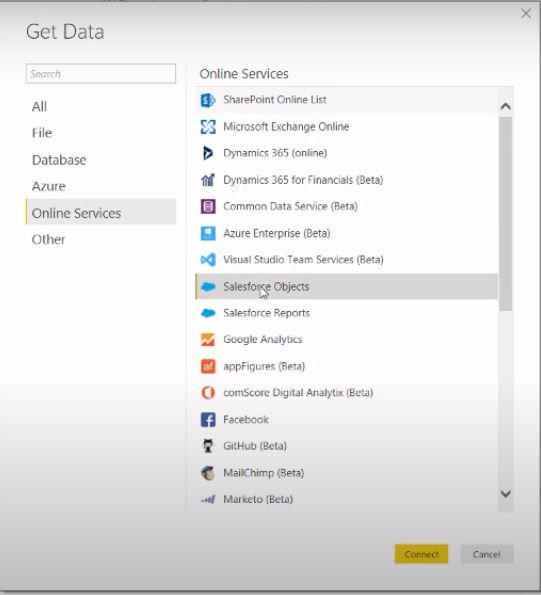 Get Data
Search
All
File
Database
Azure
Online Services
Other
Online Services
SharePoint Online List
Microsoft Exchange Online
Dynamics 365 (online)
Dynamics 365 for Financials (Beta)
Common Data Service (Beta)
Azure Enterprise (Beta)
Visual Studio Team Services (Beta)
Salesforce Objects
Salesforce Reports
Google Analytics
appFigures (Beta)
comScore Digital Analytix (Beta)
Facebook
GitHub (Beta)
MailChimp (Beta)
Marketo (Beta)
Connect
Cancel